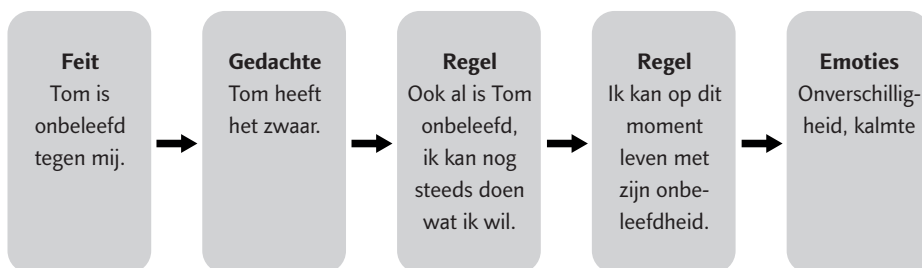 Feit
Tom is
onbeleefd
tegen mij.
Gedachte
Tom heeft
het zwaar.
Regel
Ook al is Tom
onbeleefd,
ik kan nog
steeds doen
wat ik wil.
Regel
Ik kan op dit
moment
leven met
zijn onbe-
leefdheid.
Emoties
Onverschillig-
heid, kalmte